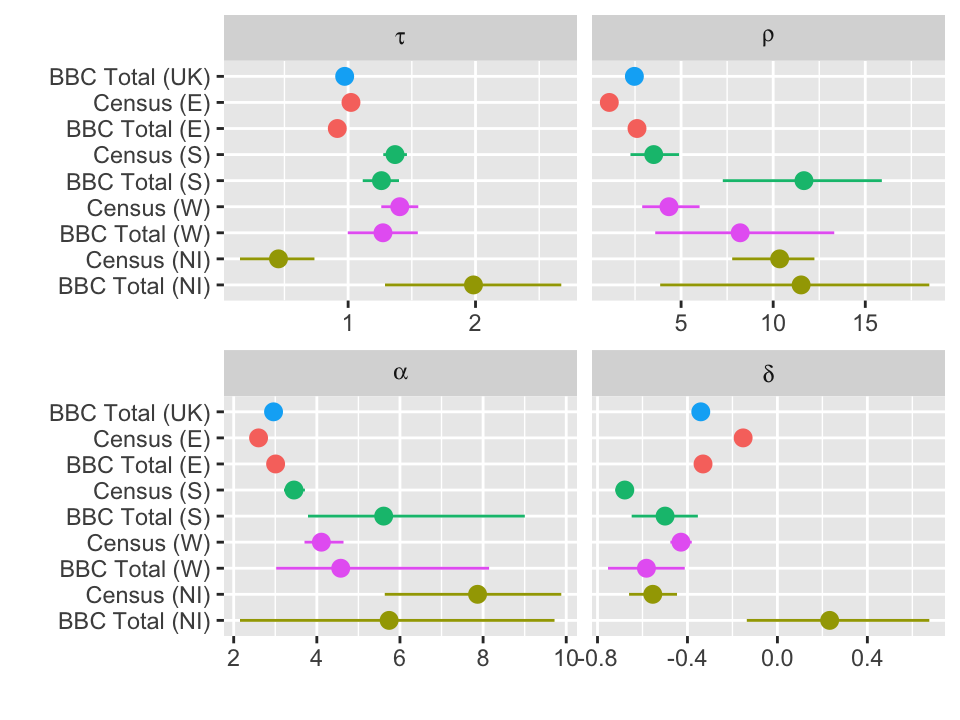 τ ρ
BBC Total (UK)
Census (E)
BBC Total (E)
Census (S)
BBC Total (S)
Census (W)
BBC Total (W)
Census (NI)
BBC Total (NI)
1 2 5 10 15
α δ
BBC Total (UK)
Census (E)
BBC Total (E)
Census (S)
BBC Total (S)
Census (W)
BBC Total (W)
Census (NI)
BBC Total (NI)
2 4 6 8 10 -0.8 -0.4 0.0 0.4